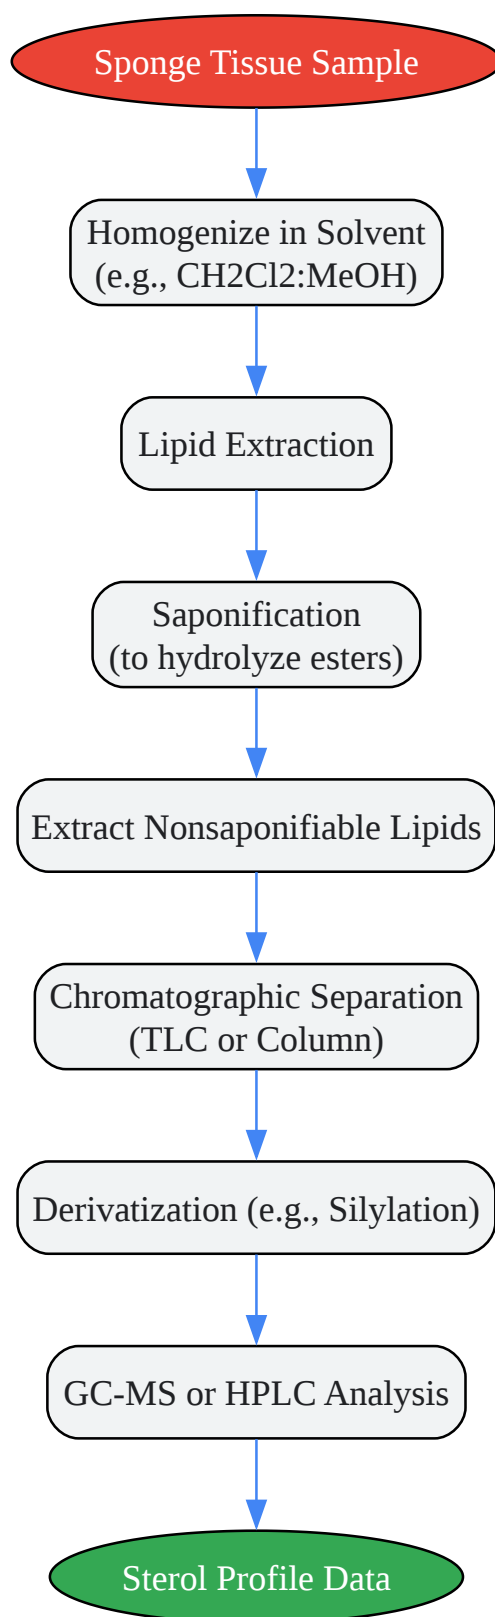 Sponge Tissue Sample
Homogenize in Solvent
(e.g., CH2Cl2:MeOH)
Lipid Extraction
Saponification
(to hydrolyze esters)
Extract Nonsaponifiable Lipids
Chromatographic Separation
(TLC or Column)
Derivatization (e.g., Silylation)
GC-MS or HPLC Analysis
Sterol Profile Data